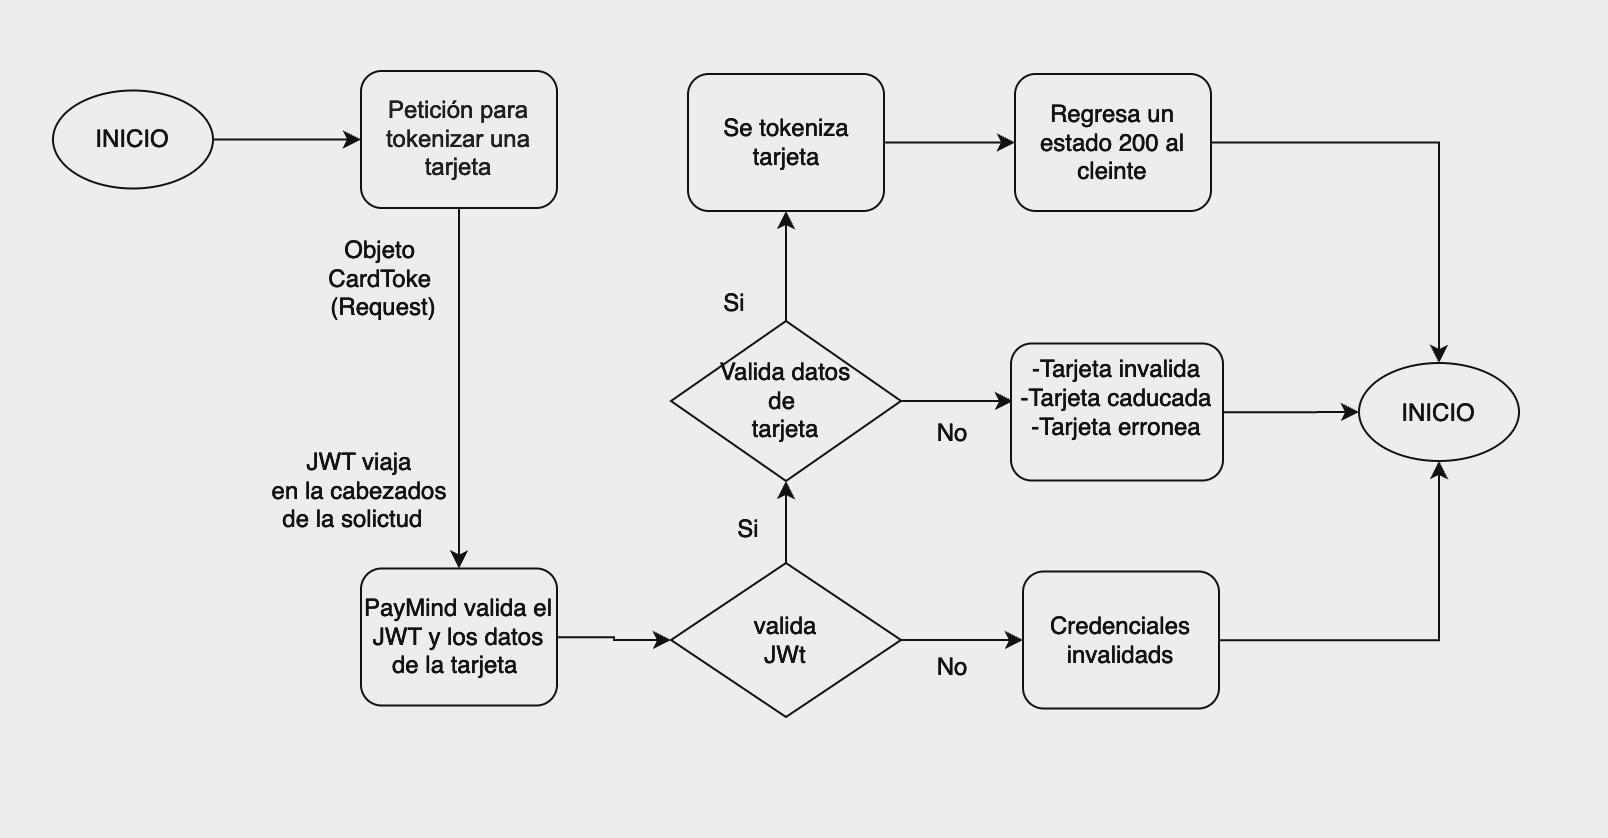 INICIO
Petición para
tokenizar una
tarjeta
Objeto
CardToke
(Request)
JWT viaja
en la cabezados
de la solictud
PayMind valida el
JWT y los datos
de la tarjeta
valida
JWt
Si
No
Valida datos
de
tarjeta
Si
No
Se tokeniza
tarjeta
Regresa un
estado 200 al
cleinte
-Tarjeta invalida
-Tarjeta caducada
-Tarjeta erronea
Credenciales
invalidads
INICIO